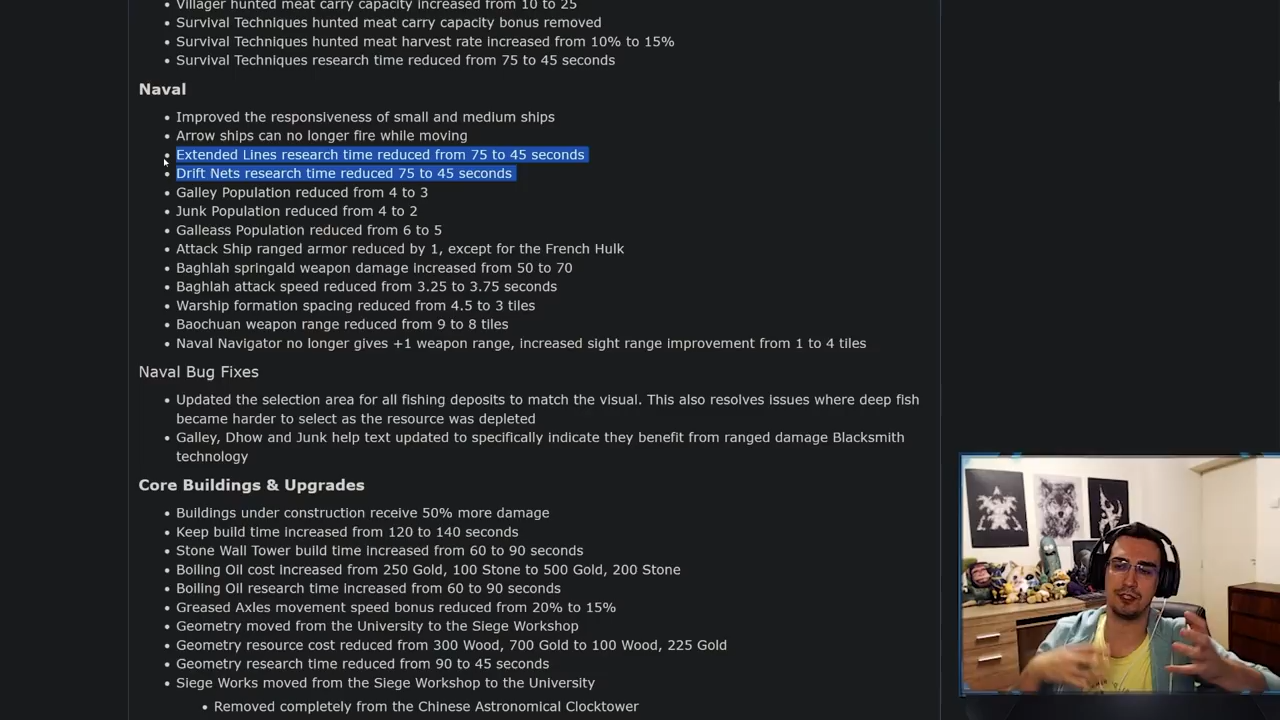 Villager hunted meat carry capacity increased from 10 to 25
Survival Techniques hunted meat carry capacity bonus removed
Survival Techniques hunted meat harvest rate increased from 10% to 15%
Survival Techniques research time reduced from 75 to 45 seconds
Naval
Improved the responsiveness of small and medium ships
Arrow ships can no longer fire while moving
Extended Lines research time reduced from 75 to 45 seconds
Drift Nets research time reduced 75 to 45 seconds
Galley Population reduced from 4 to 3
Junk Population reduced from 4 to 2
Galleass Population reduced from 6 to 5
Attack Ship ranged armor reduced by 1, except for the French Hulk
Baghlah springald weapon damage increased from 50 to 70
Baghlah attack speed reduced from 3.25 to 3.75 seconds
Warship formation spacing reduced from 4.5 to 3 tiles
Baochuan weapon range reduced from 9 to 8 tiles
Naval Navigator no longer gives +1 weapon range, increased sight range improvement from 1 to 4 tiles
Naval Bug Fixes
Updated the selection area for all fishing deposits to match the visual. This also resolves issues where deep fish
became harder to select as the resource was depleted
Galley, Dhow and Junk help text updated to specifically indicate they benefit from ranged damage Blacksmith
technology
Core Buildings & Upgrades
Buildings under construction receive 50% more damage
Keep build time increased from 120 to 140 seconds
Stone Wall Tower build time increased from 60 to 90 seconds
Boiling Oil cost increased from 250 Gold, 100 Stone to 500 Gold, 200 Stone
Boiling Oil research time increased from 60 to 90 seconds
Greased Axles movement speed bonus reduced from 20% to 15%
Geometry moved from the University to the Siege Workshop
Geometry resource cost reduced from 300 Wood, 700 Gold to 100 Wood, 225 Gold
Geometry research time reduced from 90 to 45 seconds
Siege Works moved from the Siege Workshop to the University
Removed completely from the Chinese Astronomical Clocktower